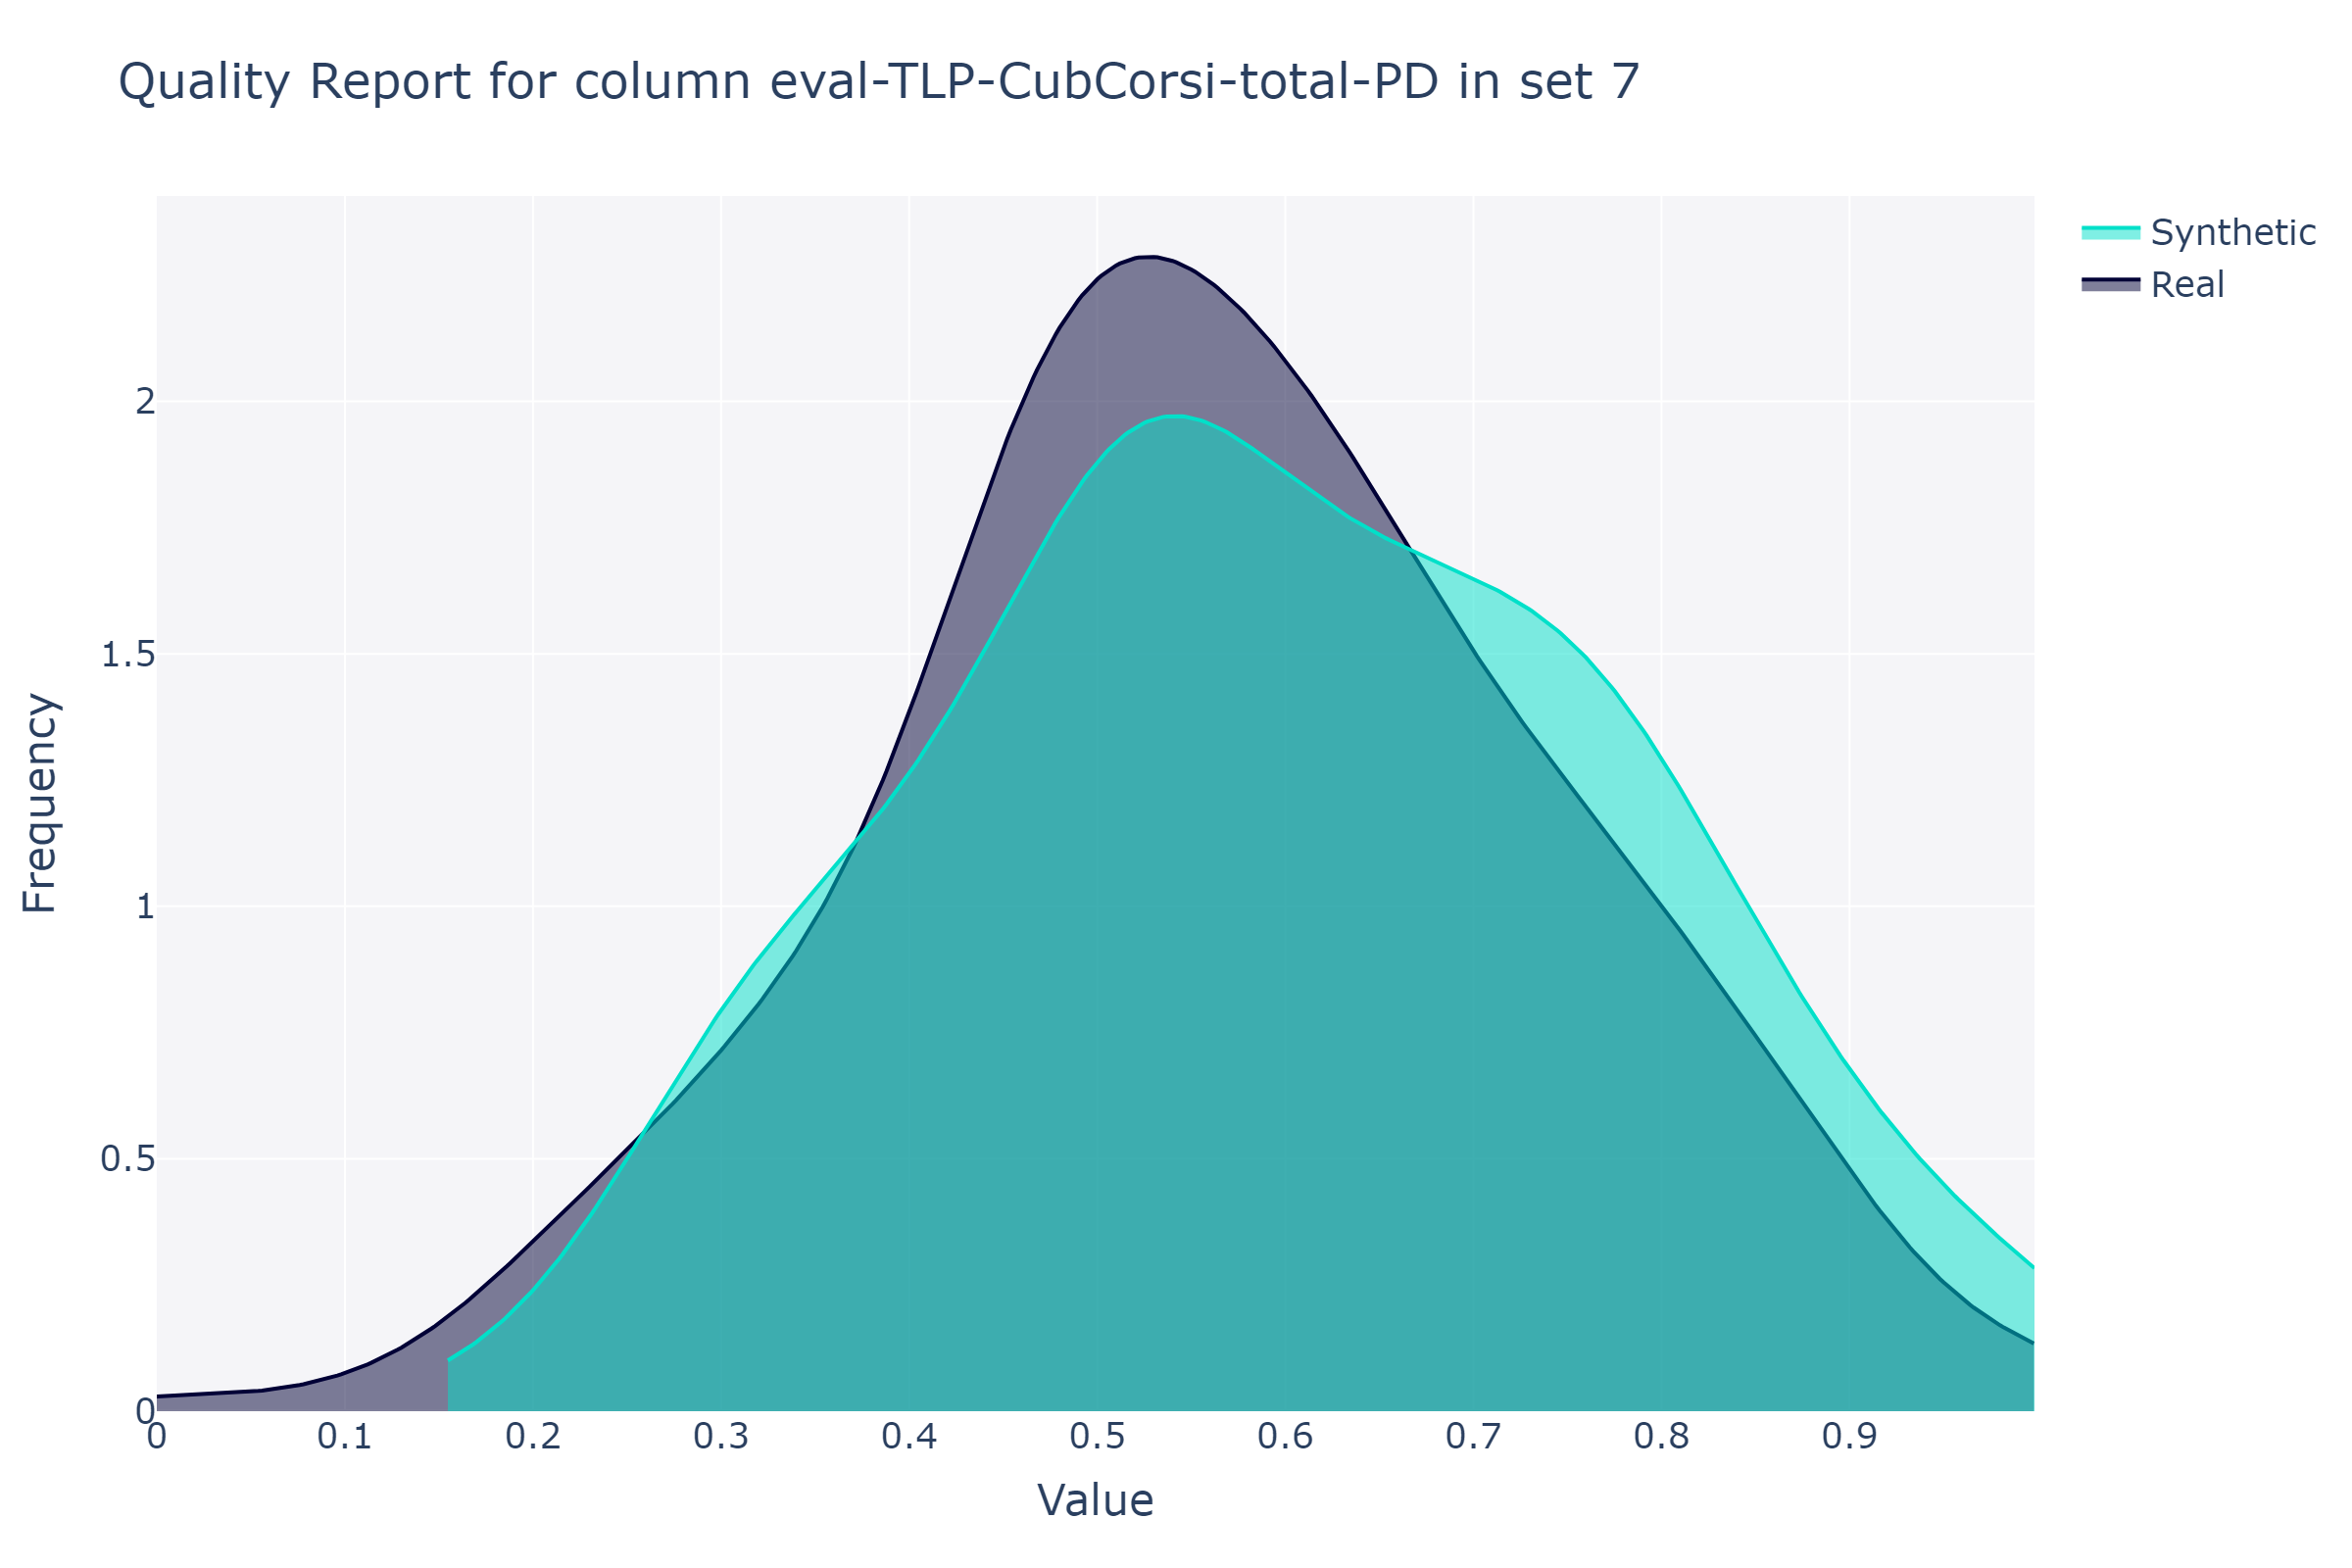 Quality Report for column eval-TLP-CubCorsi-total-PD in set 7
Synthetic
Real
Frequency
2
1.5
1
0.5
0
0 0.1 0.2 0.3 0.4 0.5 0.6 0.7 0.8 0.9
Value